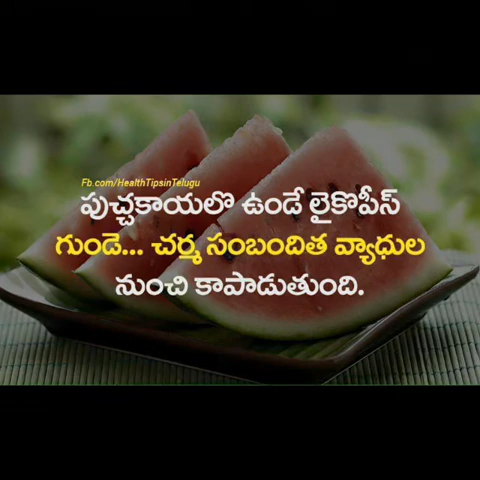 Fb.com/HealthTipsinTelugu
పుచ్చకాయలొ ఉండే లైకొపీస్
గుండె... చర్మ సంబందిత వ్యాధుల
నుంచి కాపాడుతుంది.